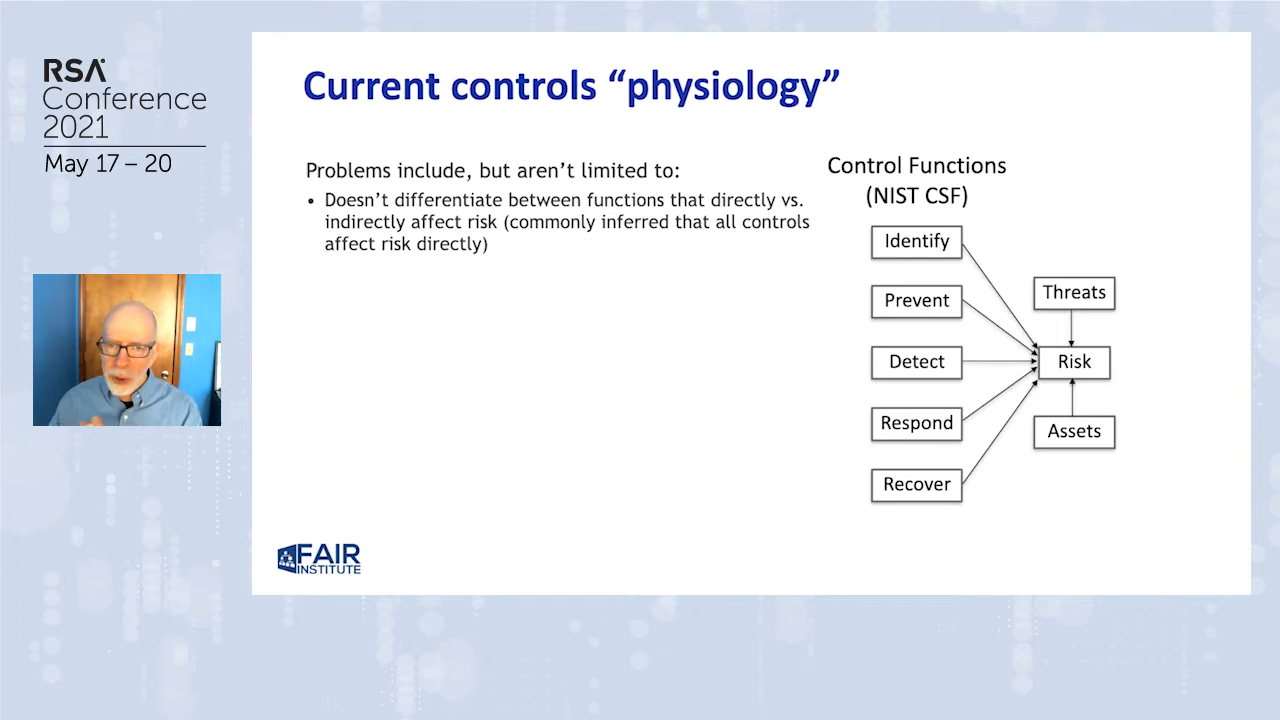 RSA
Conference
2021
May 17 – 20
Current controls “physiology”
Problems include, but aren’t limited to:
• Doesn’t differentiate between functions that directly vs.
indirectly affect risk (commonly inferred that all controls
affect risk directly)
Control Functions
(NIST CSF)
Identify
Prevent
Detect
Respond
Recover
Threats
Risk
Assets
FAIR
INSTITUTE